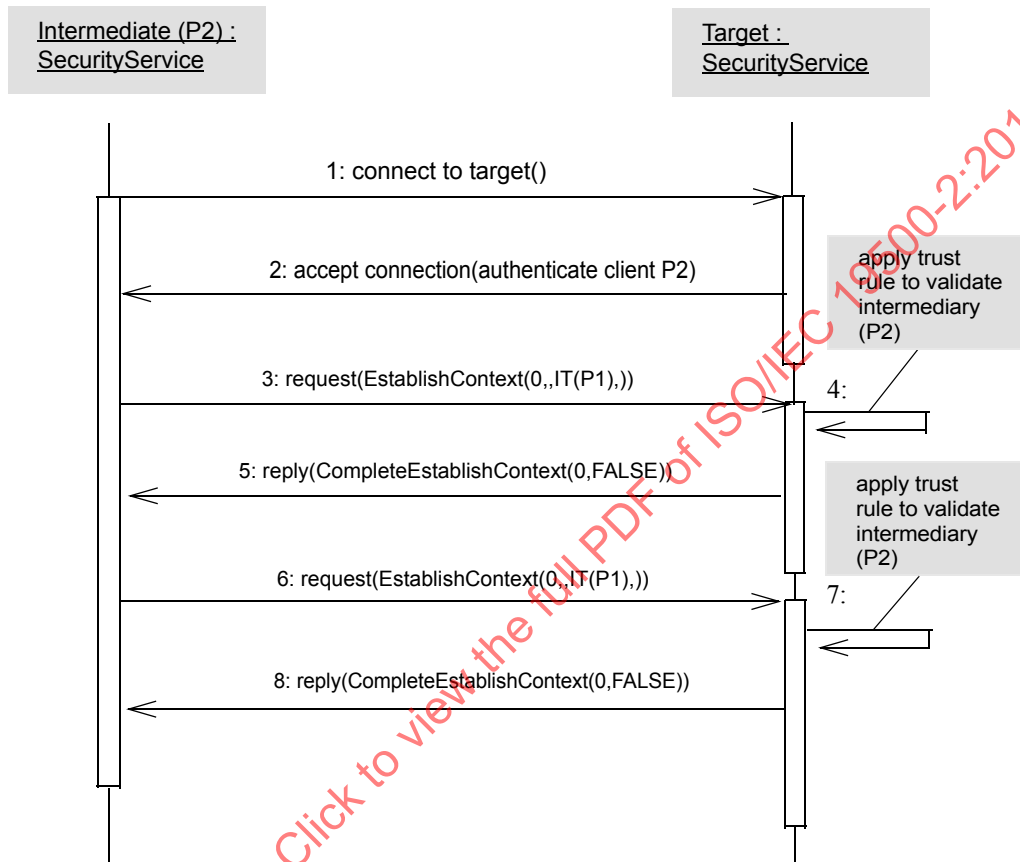 Intermediate (P2) :
SecurityService
Target :
SecurityService
1: connect to target()
2: accept connection(authenticate client P2)
apply trust
rule to validate
intermediary
(P2)
3: request(EstablishContext(0,,IT(P1),))
4:
5: reply(CompleteEstablishContext(0,FALSE))
apply trust
rule to validate
intermediary
(P2)
6: request(EstablishContext(0,,IT(P1),))
7:
8: reply(CompleteEstablishContext(0,FALSE))
Click to view the full PDF of ISO/IEC 19500-2:201